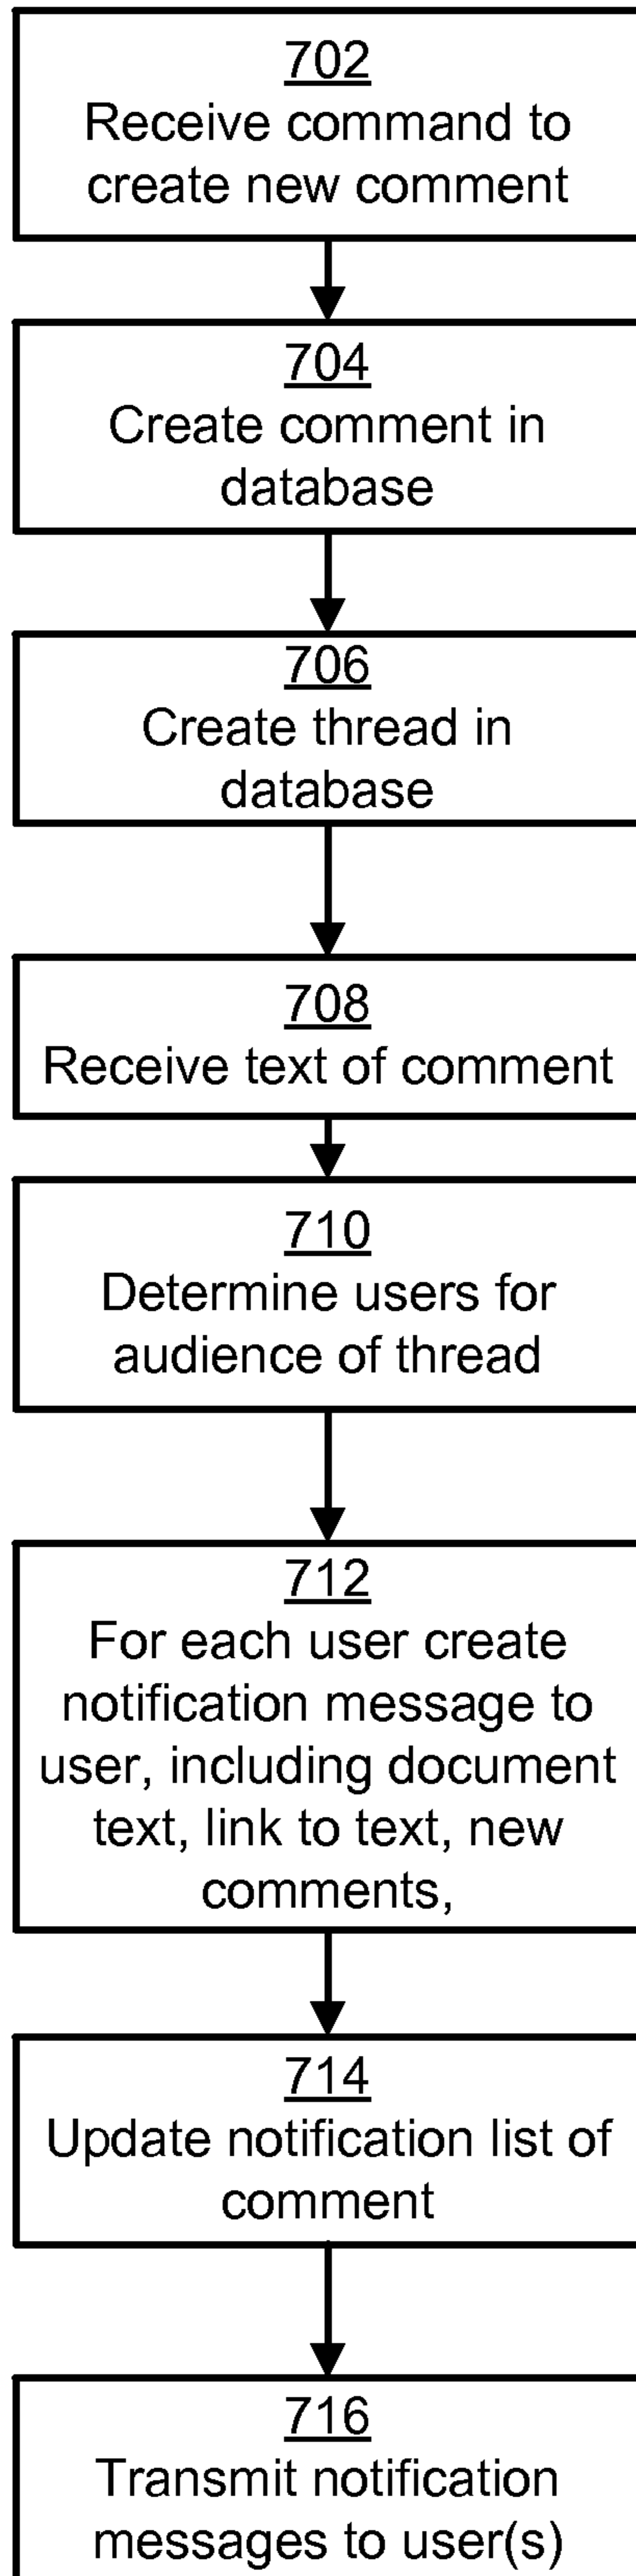 702
Receive command to
create new comment
704
Create comment in
database
706
Create thread in
database
708
Receive text of comment
710
Determine users for
audience of thread
712
For each user create
notification message to
user, including document
text, link to text, new
comments,
714
Update notification list of
comment
716
Transmit notification
messages to user(s)